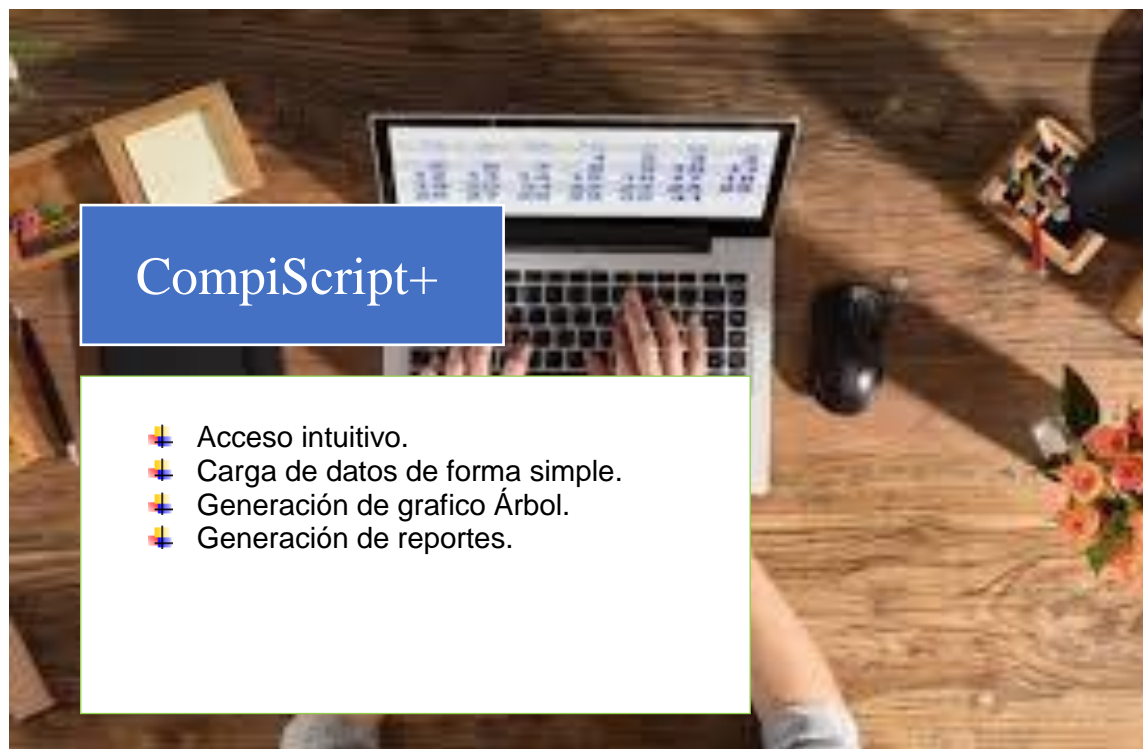 CompiScript+
Acceso intuitivo.
Carga de datos de forma simple.
Generación de grafico Árbol.
Generación de reportes.